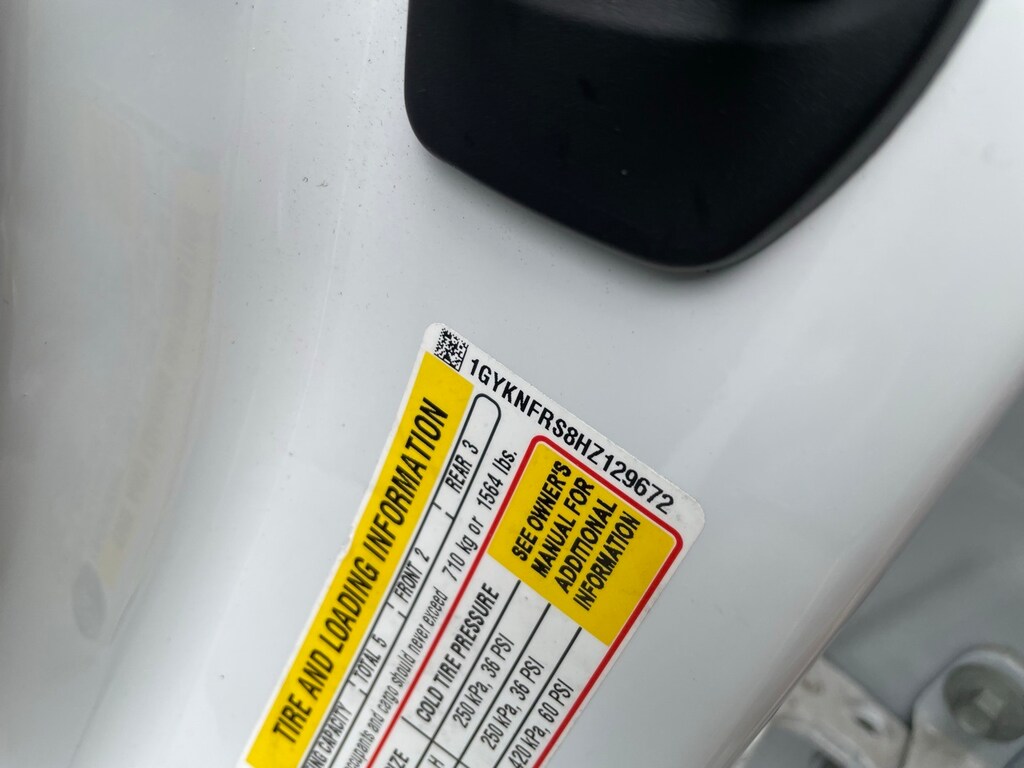 1GYKNFRS8HZ129672
TIRE AND LOADING INFORMATION
CAPACITY TOTAL 5 FRONT 2 REAR 3
and cargo should never exceed 710 kg or 1564 lbs.
COLD TIRE PRESSURE
250 kPa, 36 PSI
250 kPa, 36 PSI
420 kPa, 60 PSI
SEE OWNER'S
MANUAL FOR
ADDITIONAL
INFORMATION